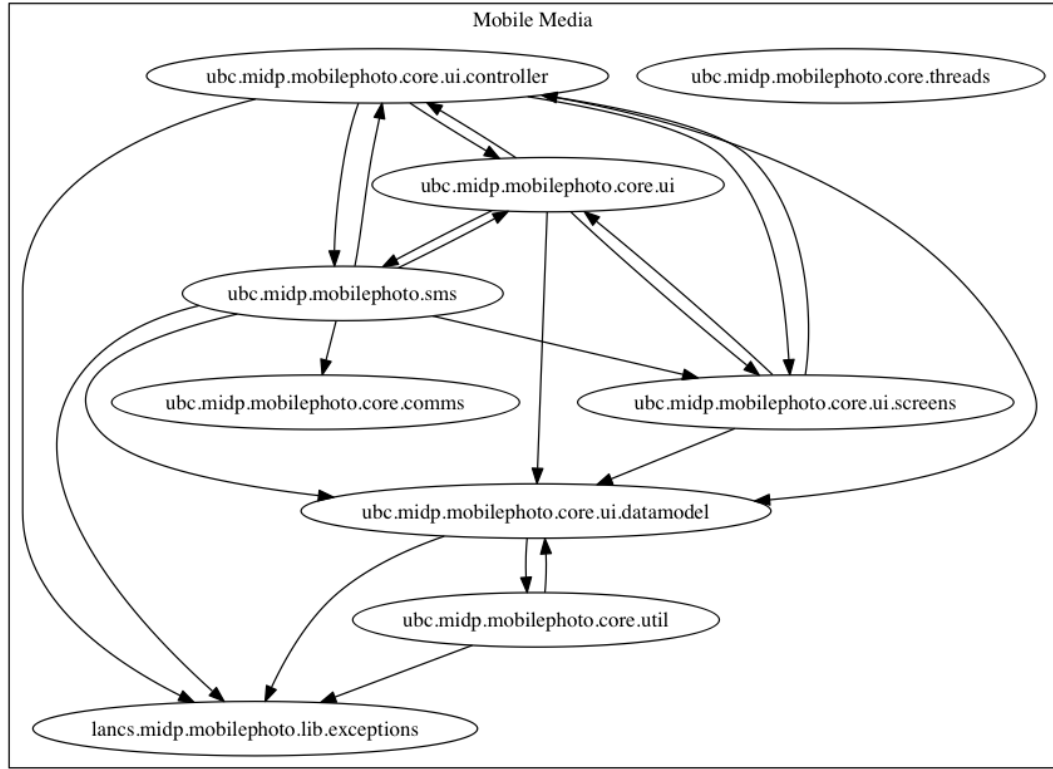 Mobile Media
ubc.midp.mobilephoto.core.ui.controller
ubc.midp.mobilephoto.core.threads
ubc.midp.mobilephoto.core.ui
ubc.midp.mobilephoto.sms
ubc.midp.mobilephoto.core.comms
ubc.midp.mobilephoto.core.ui.screens
ubc.midp.mobilephoto.core.ui.datamodel
ubc.midp.mobilephoto.core.util
lancs.midp.mobilephoto.lib.exceptions